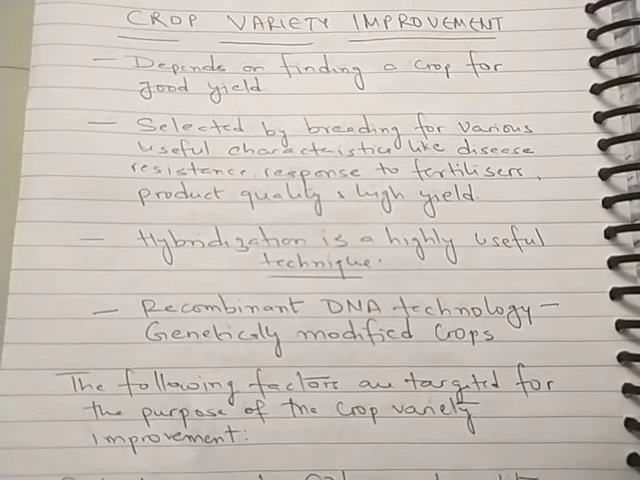 CROP VARIETY IMPROVEMENT
- Depends on finding a crop for
good yield
- Selected by breeding for various
useful characteristics like disease
resistance, response to fertilisers,
product quality & high yield.
- Hybridization is a highly useful
technique.
- Recombinant DNA technology -
Geneticaly modified Crops
The following factors are targeted for
the purpose of the Crop variety
improvement: